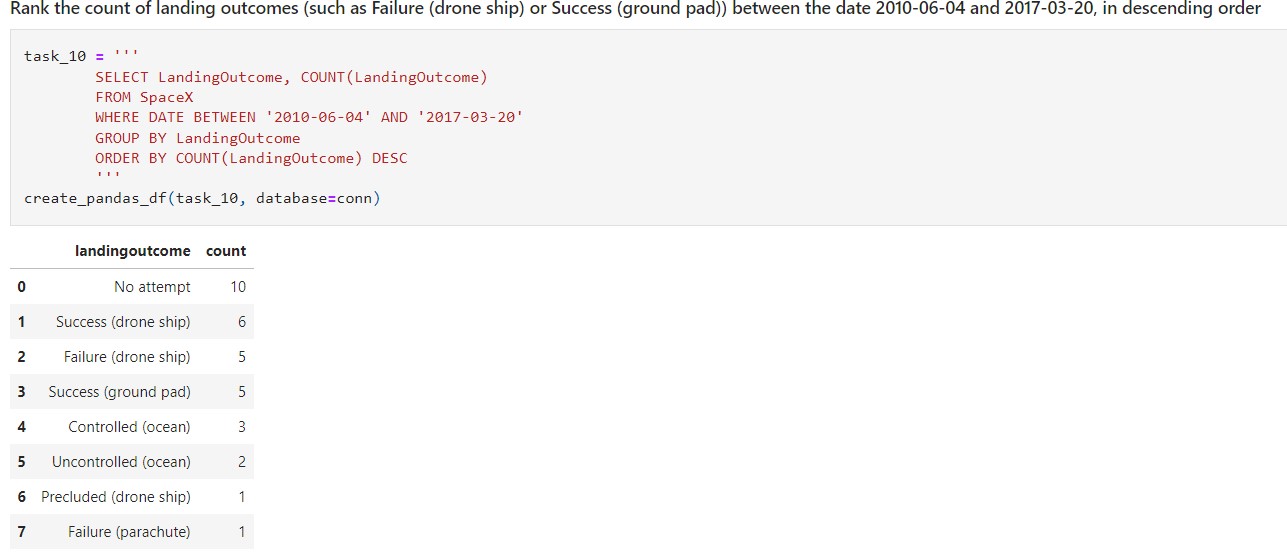 Rank the count of landing outcomes (such as Failure (drone ship) or Success (ground pad)) between the date 2010-06-04 and 2017-03-20, in descending order
task_10 = '''
SELECT LandingOutcome, COUNT(LandingOutcome)
FROM SpaceX
WHERE DATE BETWEEN '2010-06-04' AND '2017-03-20'
GROUP BY LandingOutcome
ORDER BY COUNT(LandingOutcome) DESC
'''
create_pandas_df(task_10, database=conn)
landingoutcome count
0 No attempt 10
1 Success (drone ship) 6
2 Failure (drone ship) 5
3 Success (ground pad) 5
4 Controlled (ocean) 3
5 Uncontrolled (ocean) 2
6 Precluded (drone ship) 1
7 Failure (parachute) 1